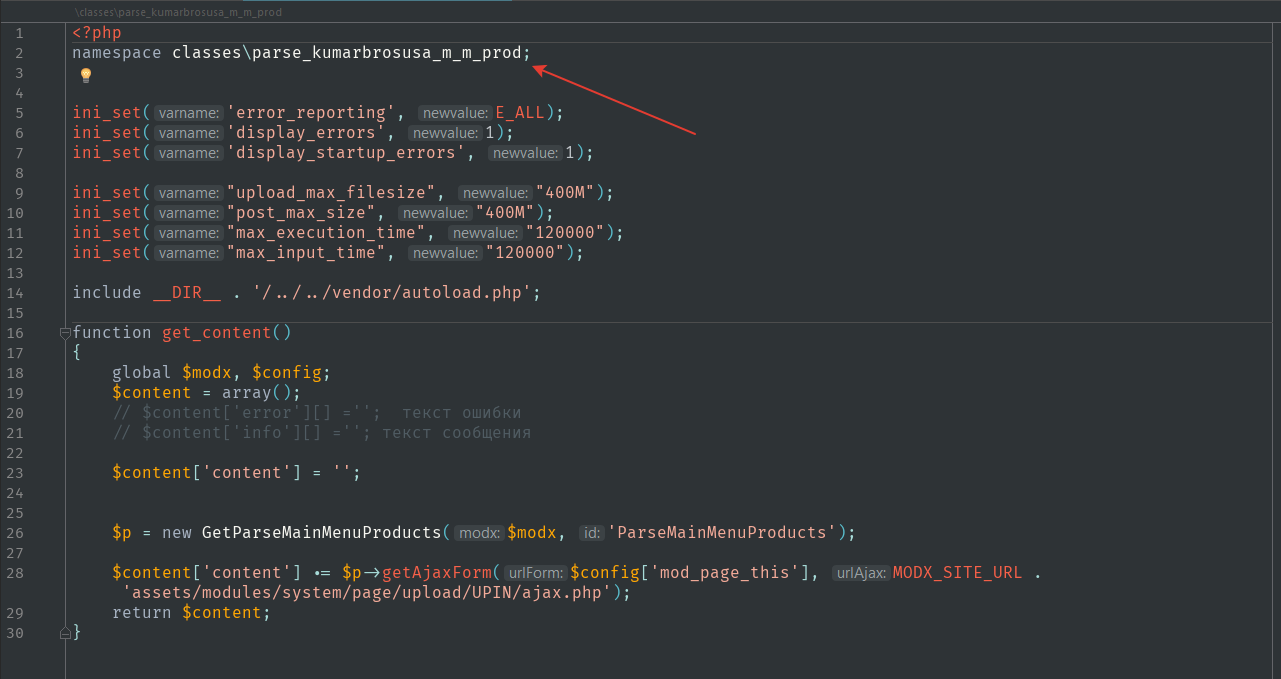 \classes\parse_kumarbrosusa_m_m_prod
1 <?php
2 namespace classes\parse_kumarbrosusa_m_m_prod;
3
4
5 ini_set( varname: 'error_reporting', newvalue: E_ALL);
6 ini_set( varname: 'display_errors', newvalue: 1);
7 ini_set( varname: 'display_startup_errors', newvalue: 1);
8
9 ini_set( varname: "upload_max_filesize", newvalue: "400M");
10 ini_set( varname: "post_max_size", newvalue: "400M");
11 ini_set( varname: "max_execution_time", newvalue: "120000");
12 ini_set( varname: "max_input_time", newvalue: "120000");
13
14 include __DIR__ . '/../../vendor/autoload.php';
15
16 function get_content()
17 {
18 global $modx, $config;
19 $content = array();
20 // $content['error'][] =''; текст ошибки
21 // $content['info'][] =''; текст сообщения
22
23 $content['content'] = '';
24
25
26 $p = new GetParseMainMenuProducts( modx: $modx, id: 'ParseMainMenuProducts');
27
28 $content['content'] .= $p->getAjaxForm( urlForm: $config['mod_page_this'], urlAjax: MODX_SITE_URL .
'assets/modules/system/page/upload/UPIN/ajax.php');
29 return $content;
30 }